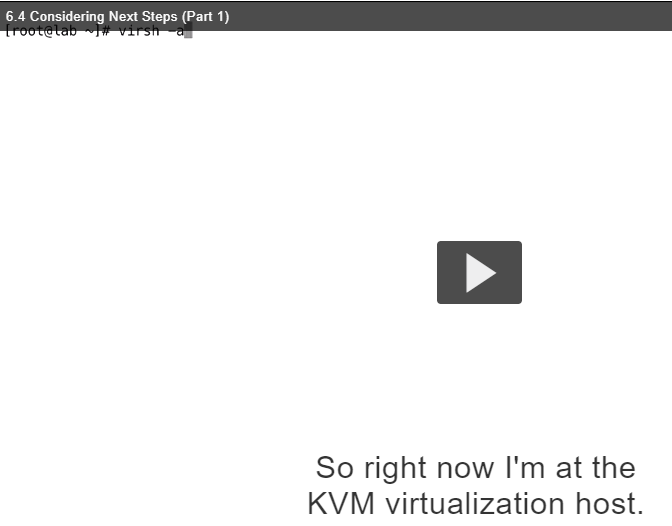 6.4 Considering Next Steps (Part 1)
[root@lab ~]# virsh -a
So right now I'm at the
KVM virtualization host.